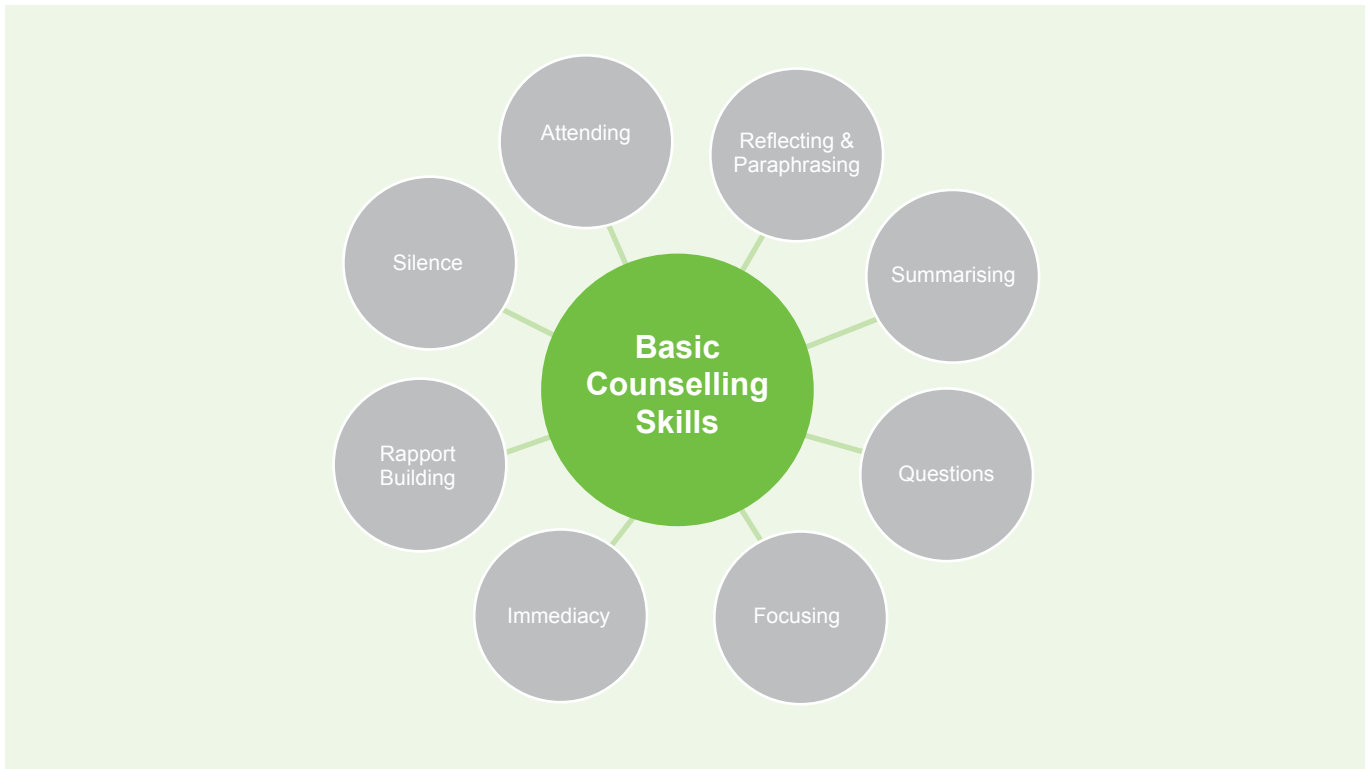 Attending
Reflecting &
Paraphrasing
Silence
Summarising
Basic
Counselling
Skills
Rapport
Building
Questions
Immediacy
Focusing